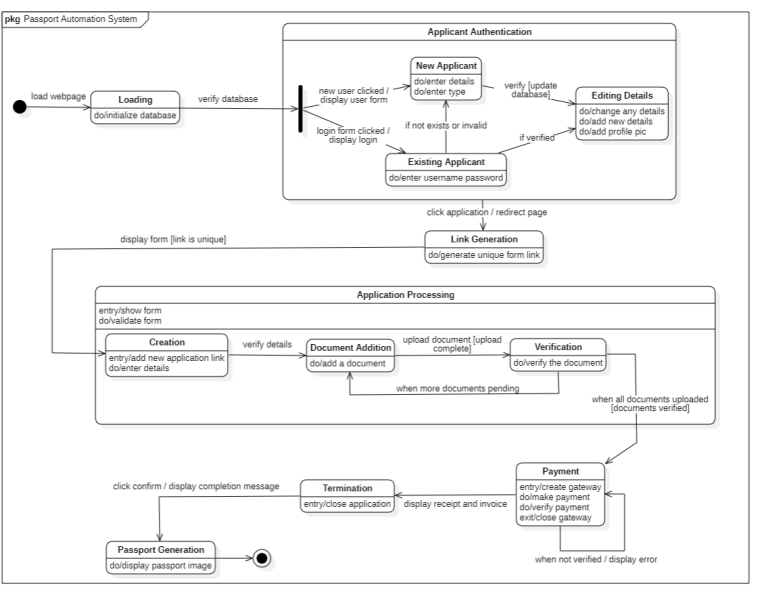 pkg Passport Automation System
Applicant Authentication
New Applicant
do/enter details
do/enter type
load webpage
Loading
do/initialize database
verify database
new user clicked /
display user form
verify [update
database]
Editing Details
do/change any details
do/add new details
do/add profile pic
login form clicked /
display login
if not exists or invalid
if verified
Existing Applicant
do/enter username password
click application / redirect page
Link Generation
do/generate unique form link
display form [link is unique]
Application Processing
entry/show form
do/validate form
Creation
entry/add new application link
do/enter details
verify details
Document Addition
do/add a document
upload document [upload
complete]
Verification
do/verify the document
when more documents pending
when all documents uploaded
[documents verified]
Payment
entry/create gateway
do/make payment
do/verify payment
exit/close gateway
when not verified / display error
display receipt and invoice
Termination
entry/close application
click confirm / display completion message
Passport Generation
do/display passport image